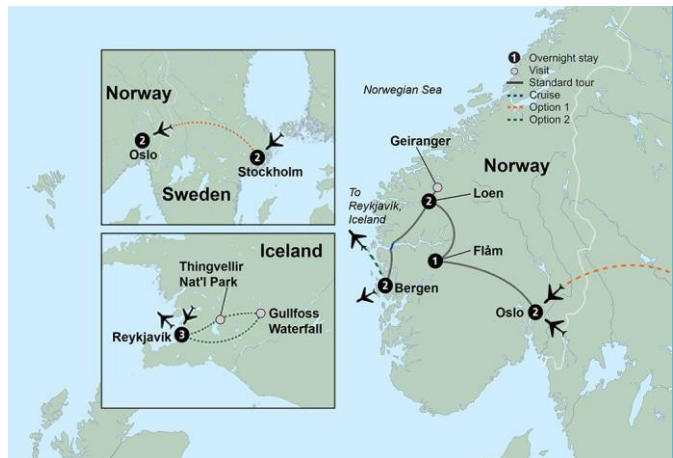 Norway
2
Oslo
2
Stockholm
Sweden
Iceland
Thingvellir
Nat'l Park
Gullfoss
Waterfall
Reykjavík
3
1 Overnight stay
Visit
Standard tour
Cruise
Option 1
Option 2
Norwegian Sea
Geiranger
Norway
2
Loen
To
Reykjavík,
Iceland
Flåm
1
2
Bergen
Oslo
2